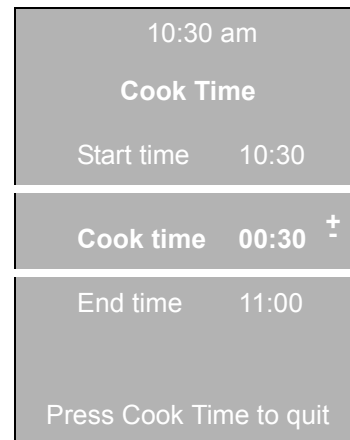 10:30 am
Cook Time
Start time 10:30
Cook time 00:30 +-
End time 11:00
Press Cook Time to quit